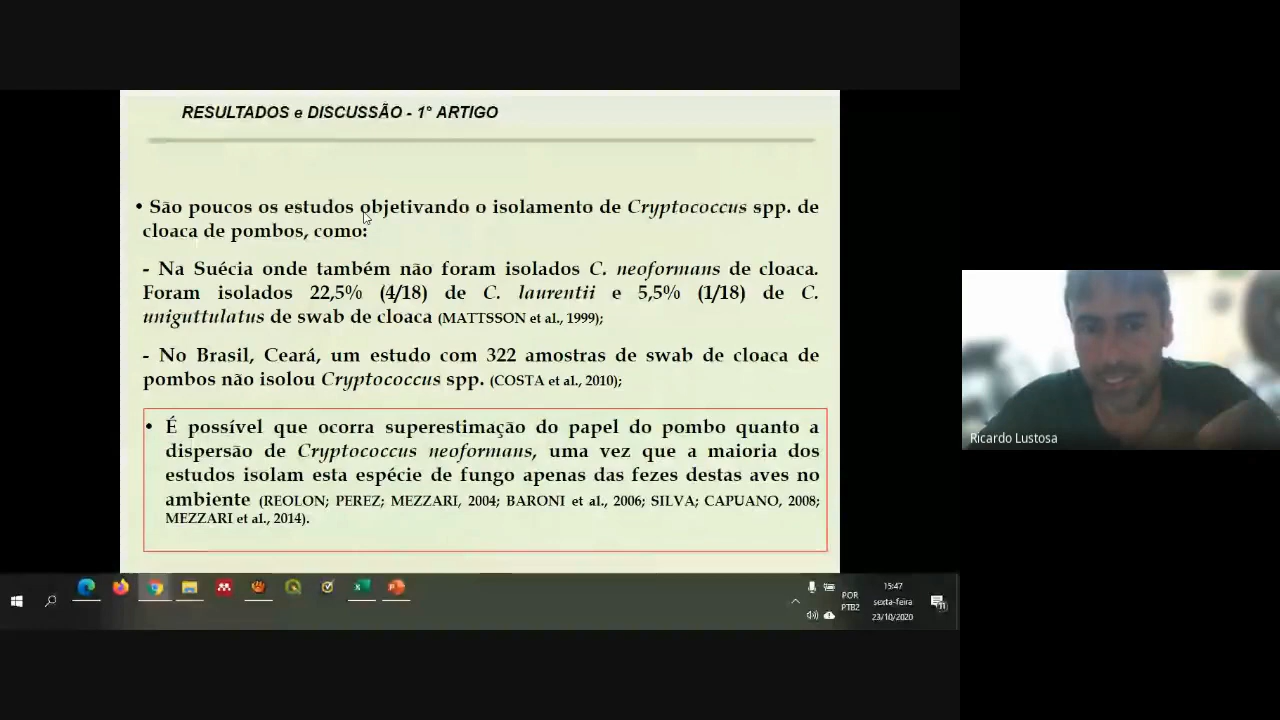 RESULTADOS e DISCUSSÃO - 1° ARTIGO
• São poucos os estudos objetivando o isolamento de Cryptococcus spp. de
cloaca de pombos, como:
- Na Suécia onde também não foram isolados C. neoformans de cloaca.
Foram isolados 22,5% (4/18) de C. laurentii e 5,5% (1/18) de C.
uniguttulatus de swab de cloaca (MATTSSON et al., 1999);
- No Brasil, Ceará, um estudo com 322 amostras de swab de cloaca de
pombos não isolou Cryptococcus spp. (COSTA et al., 2010);
• É possível que ocorra superestimação do papel do pombo quanto a
dispersão de Cryptococcus neoformans, uma vez que a maioria dos
estudos isolam esta espécie de fungo apenas das fezes destas aves no
ambiente (REOLON; PEREZ; MEZZARI, 2004; BARONI et al., 2006; SILVA; CAPUANO, 2008;
MEZZARI et al., 2014).
Ricardo Lustosa
POR
PTB2
15:47
sexta-feira
23/10/2020